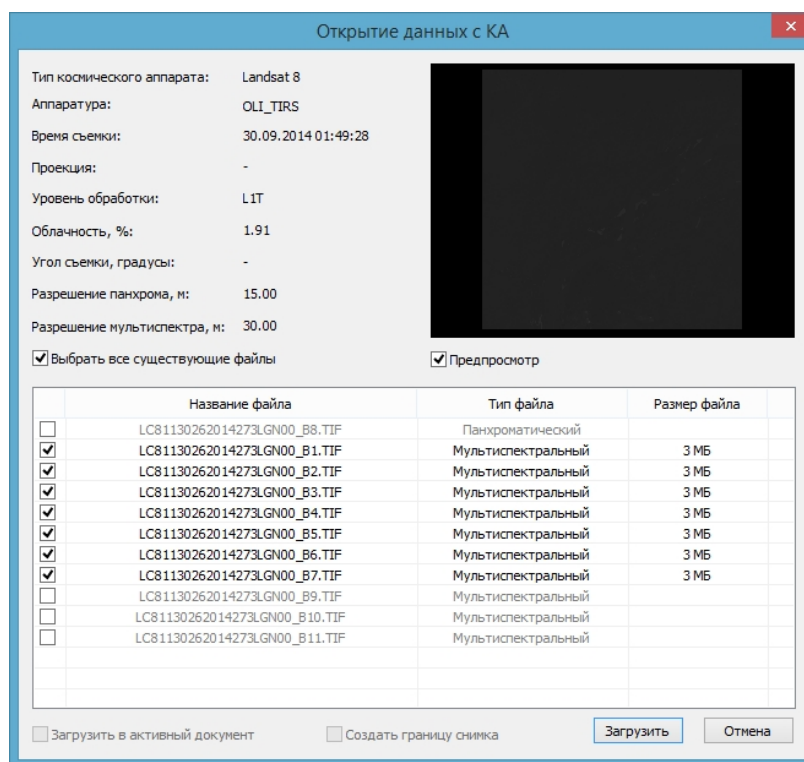 Открытие данных с КА
Тип космического аппарата: Landsat 8
Аппаратура: OLI_TIRS
Время съемки: 30.09.2014 01:49:28
Проекция: -
Уровень обработки: L1T
Облачность, %: 1.91
Угол съемки, градусы: -
Разрешение панхрома, м: 15.00
Разрешение мультиспектра, м: 30.00
Выбрать все существующие файлы Предпросмотр
Название файла Тип файла Размер файла
LC81130262014273LGN00_B8.TIF Панхроматический
LC81130262014273LGN00_B1.TIF Мультиспектральный 3 МБ
LC81130262014273LGN00_B2.TIF Мультиспектральный 3 МБ
LC81130262014273LGN00_B3.TIF Мультиспектральный 3 МБ
LC81130262014273LGN00_B4.TIF Мультиспектральный 3 МБ
LC81130262014273LGN00_B5.TIF Мультиспектральный 3 МБ
LC81130262014273LGN00_B6.TIF Мультиспектральный 3 МБ
LC81130262014273LGN00_B7.TIF Мультиспектральный 3 МБ
LC81130262014273LGN00_B9.TIF Мультиспектральный
LC81130262014273LGN00_B10.TIF Мультиспектральный
LC81130262014273LGN00_B11.TIF Мультиспектральный
Загрузить в активный документ Создать границу снимка Загрузить Отмена